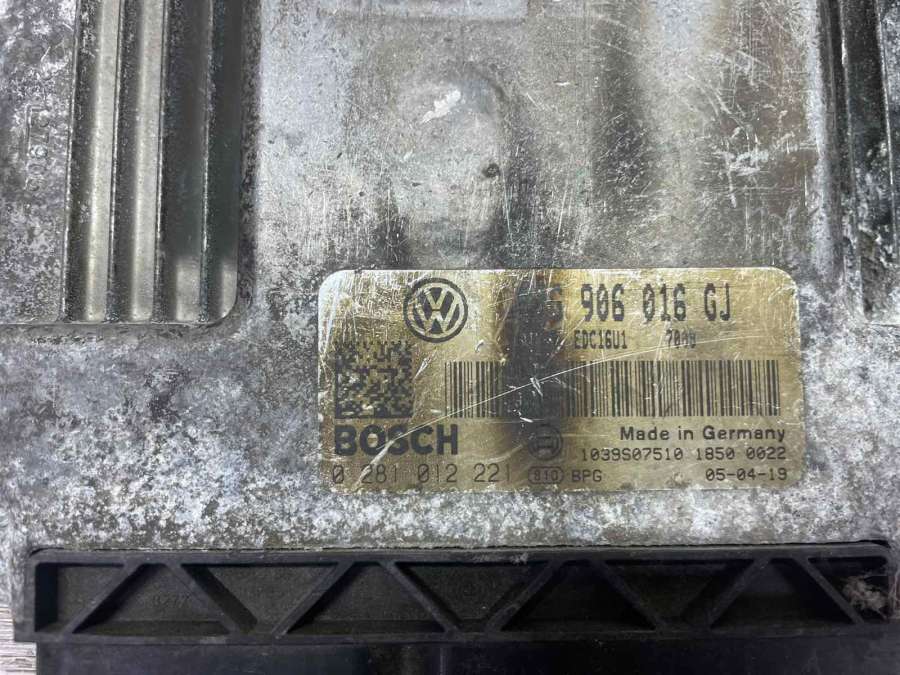 906 016 GJ
EDC16U1
BOSCH
Made in Germany
1039S07510 1850 0022
0 281 012 221 BPG 05-04-19